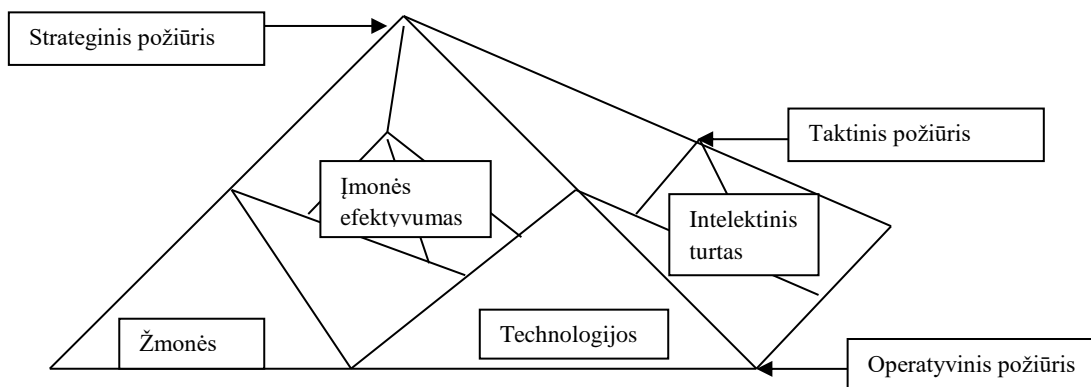 Strateginis požiūris
Taktinis požiūris
Įmonės
efektyvumas
Intelektinis
turtas
Žmonės
Technologijos
Operatyvinis požiūris